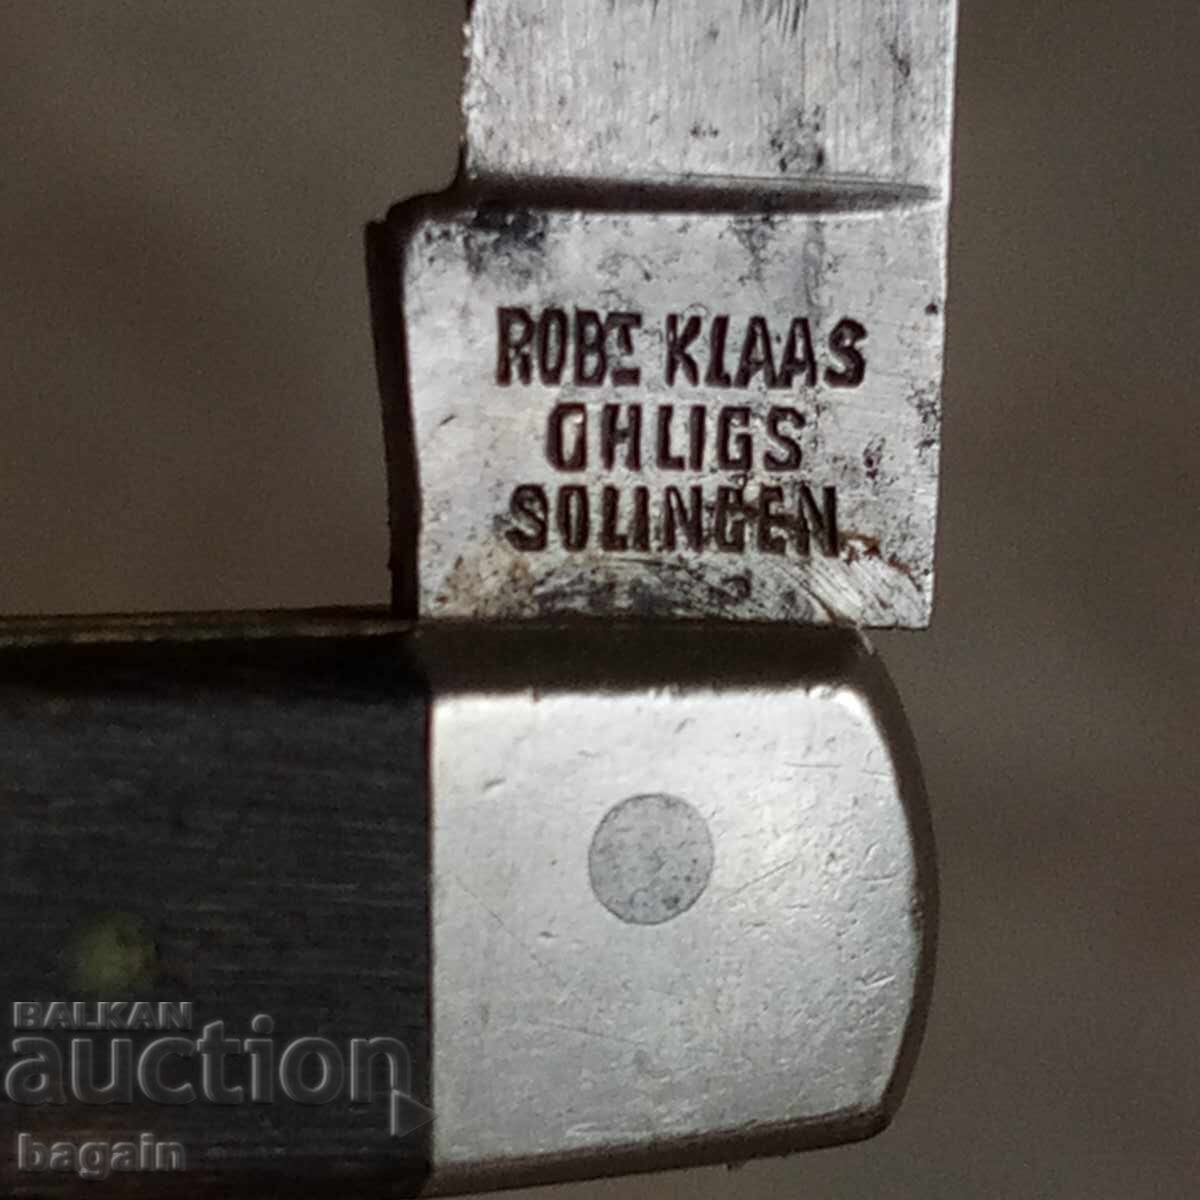 ROBT KLAAS
OHLIGS
SOLINGEN
BALKAN
auction
bagain